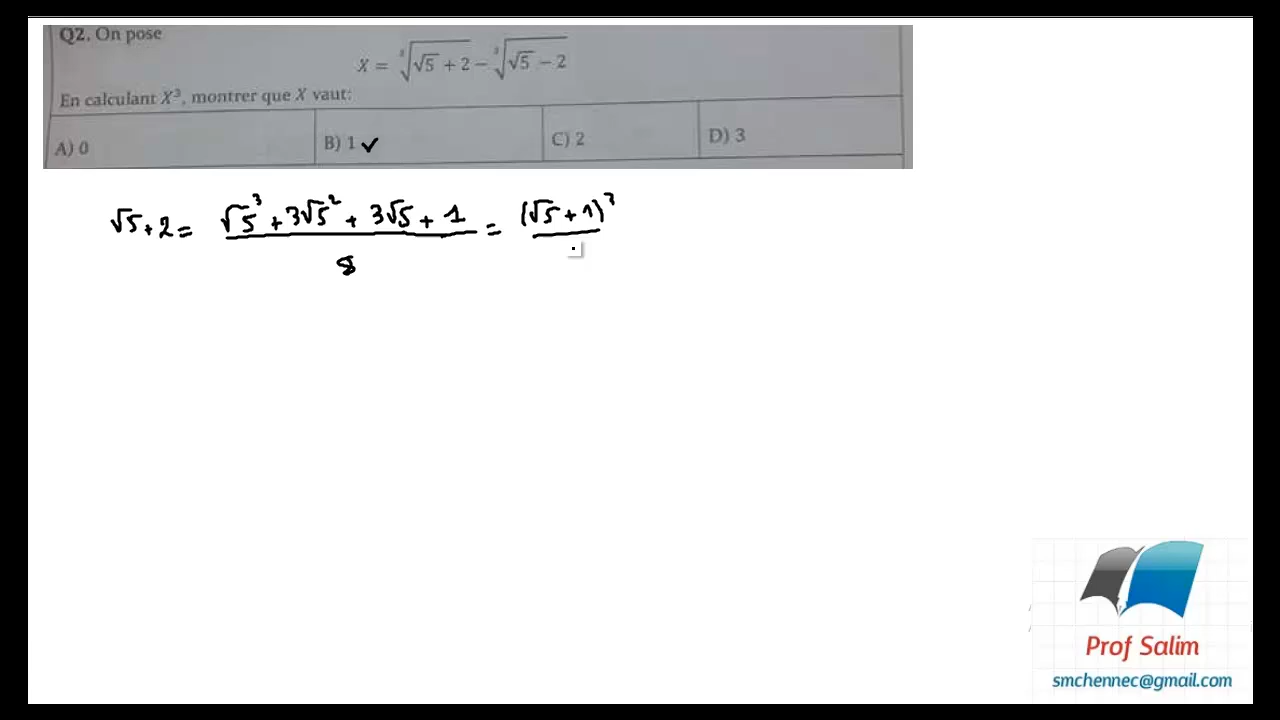 Q2. On pose
X = ∛(√5 + 2) − ∛(√5 − 2)
En calculant X³, montrer que X vaut:
A) 0 B) 1 ✓ C) 2 D) 3
√5 + 2 = (√5³ + 3√5² + 3√5 + 1) / 8 = (√5 + 1)³
Prof Salim
smchennec@gmail.com